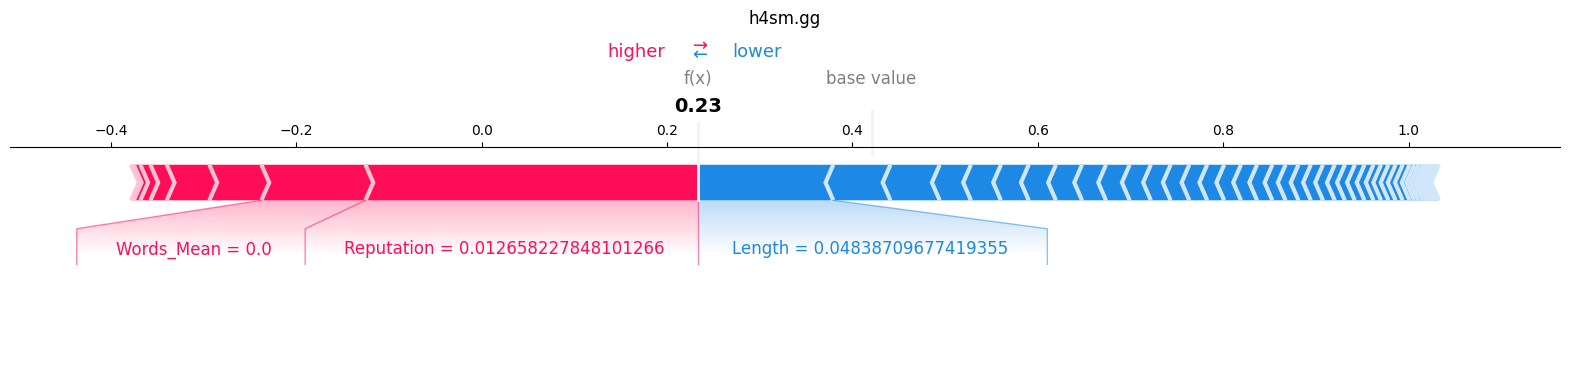 h4sm.gg
higher → ← lower
f(x) base value
0.23
−0.4 −0.2 0.0 0.2 0.4 0.6 0.8 1.0
Words_Mean = 0.0 Reputation = 0.012658227848101266 Length = 0.04838709677419355